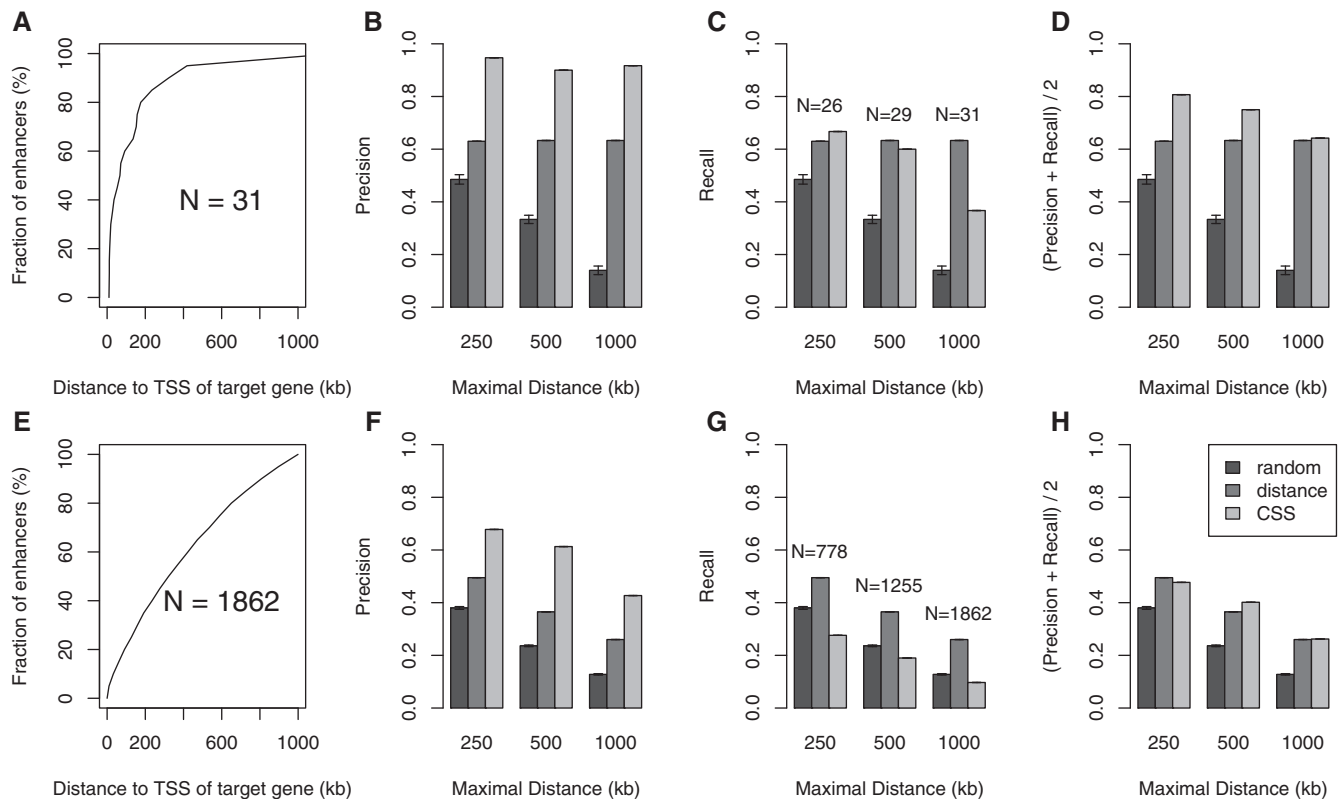 A
Fraction of enhancers (%)
0 20 40 60 80 100
N = 31
0 200 600 1000
Distance to TSS of target gene (kb)
B
Precision
0.0 0.2 0.4 0.6 0.8 1.0
250 500 1000
Maximal Distance (kb)
C
Recall
0.0 0.2 0.4 0.6 0.8 1.0
N=26
N=29
N=31
250 500 1000
Maximal Distance (kb)
D
(Precision + Recall) / 2
0.0 0.2 0.4 0.6 0.8 1.0
250 500 1000
Maximal Distance (kb)
E
Fraction of enhancers (%)
0 20 40 60 80 100
N = 1862
0 200 600 1000
Distance to TSS of target gene (kb)
F
Precision
0.0 0.2 0.4 0.6 0.8 1.0
250 500 1000
Maximal Distance (kb)
G
Recall
0.0 0.2 0.4 0.6 0.8 1.0
N=778
N=1255
N=1862
250 500 1000
Maximal Distance (kb)
H
(Precision + Recall) / 2
0.0 0.2 0.4 0.6 0.8 1.0
random
distance
CSS
250 500 1000
Maximal Distance (kb)